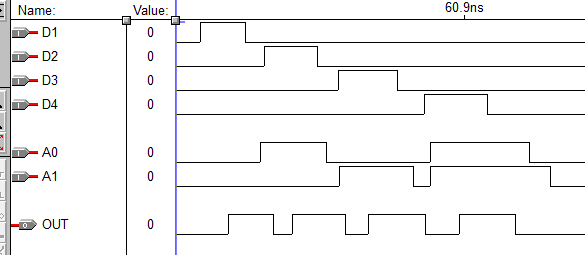 Name: Value: 60.9ns
D1 0
D2 0
D3 0
D4 0
A0 0
A1 0
OUT 0